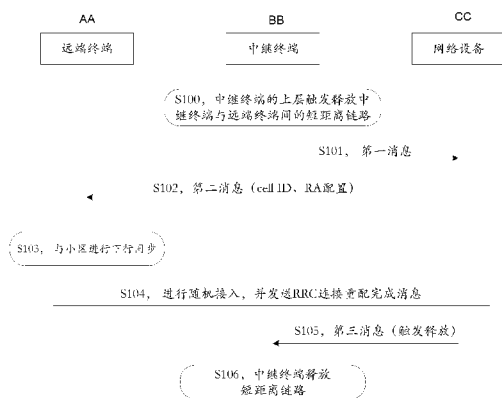 AA
BB
CC
远端终端
中继终端
网络设备
S100，中继终端的上层触发释放中
继终端与远端终端间的短距离链路
S101，第一消息
S102，第二消息（cell ID、RA配置）
S103，与小区进行下行同步
S104，进行随机接入，并发送RRC连接重配完成消息
S105，第三消息（触发释放）
S106，中继终端释放
短距离链路